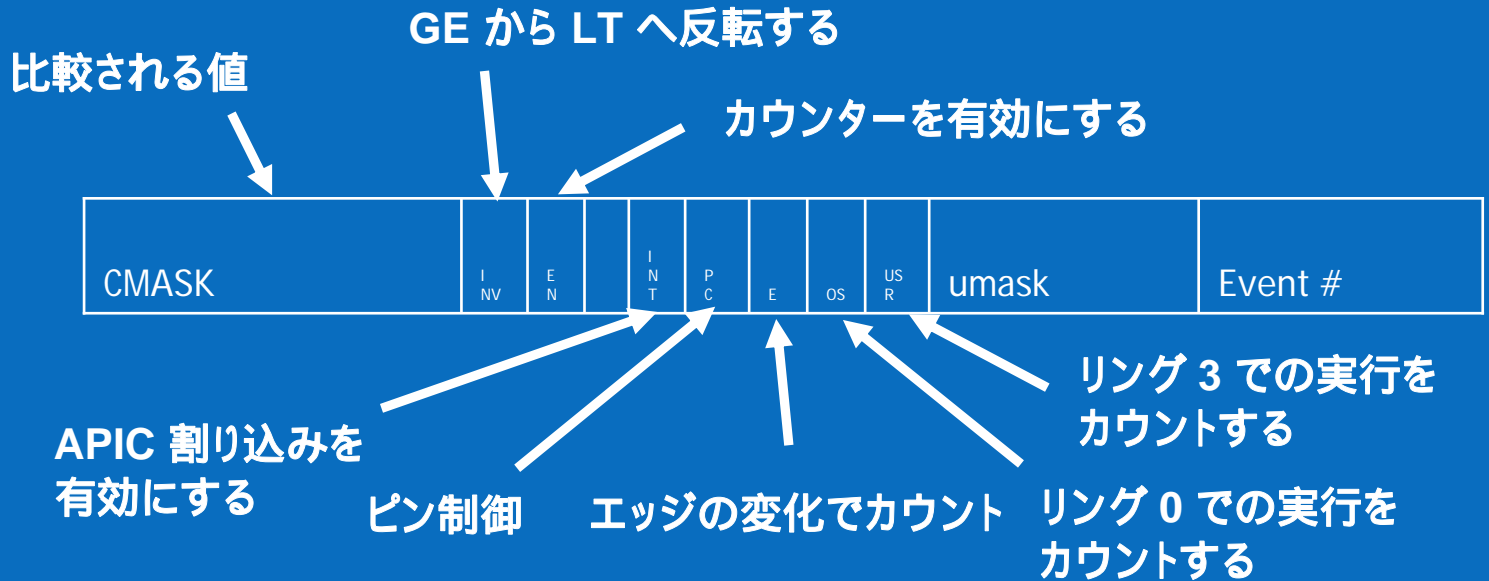 GE から LT へ反転する
比較される値
カウンターを有効にする
CMASK
I
NV
E
N
I
N
T
P
C
E
OS
US
R
umask
Event #
APIC 割り込みを
有効にする
ピン制御
エッジの変化でカウント
リング 3 での実行を
カウントする
リング 0 での実行を
カウントする